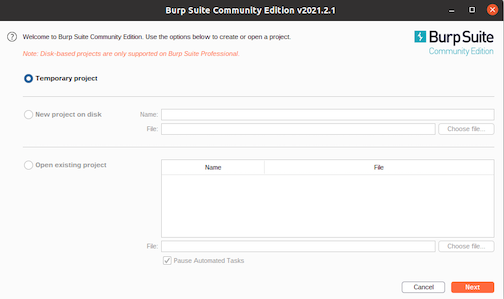 Burp Suite Community Edition v2021.2.1
Welcome to Burp Suite Community Edition. Use the options below to create or open a project.
Note: Disk-based projects are only supported on Burp Suite Professional.
Burp Suite
Community Edition
Temporary project
New project on disk
Name:
File:
Choose file...
Open existing project
Name
File
File:
Choose file...
Pause Automated Tasks
Cancel
Next